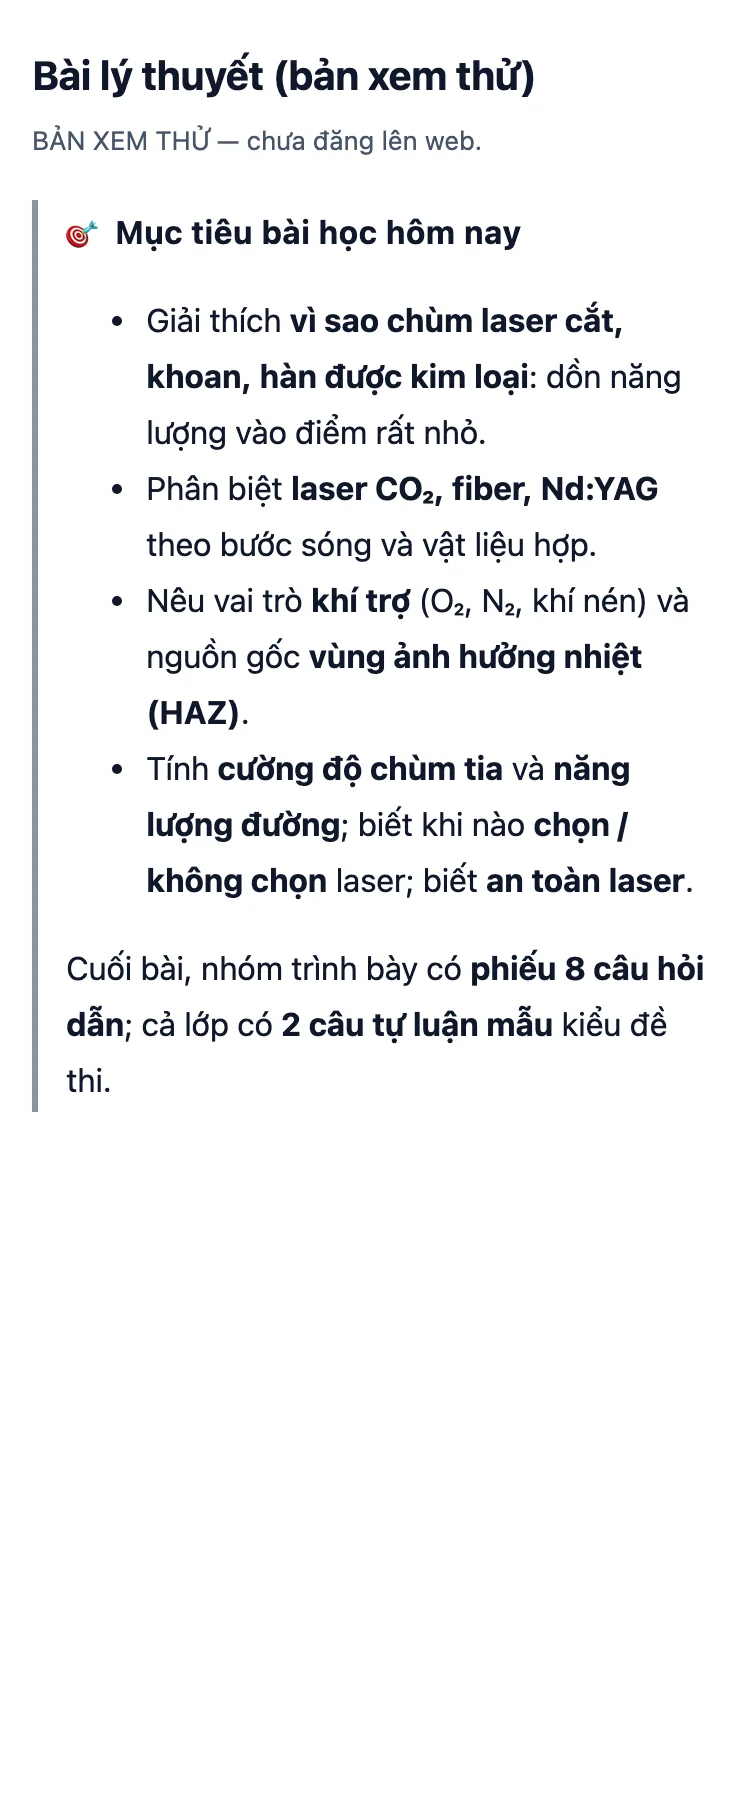 Bài lý thuyết (bản xem thử)
BẢN XEM THỬ — chưa đăng lên web.
🎯 Mục tiêu bài học hôm nay
• Giải thích vì sao chùm laser cắt,
khoan, hàn được kim loại: dồn năng
lượng vào điểm rất nhỏ.
• Phân biệt laser CO₂, fiber, Nd:YAG
theo bước sóng và vật liệu hợp.
• Nêu vai trò khí trợ (O₂, N₂, khí nén) và
nguồn gốc vùng ảnh hưởng nhiệt
(HAZ).
• Tính cường độ chùm tia và năng
lượng đường; biết khi nào chọn /
không chọn laser; biết an toàn laser.
Cuối bài, nhóm trình bày có phiếu 8 câu hỏi
dẫn; cả lớp có 2 câu tự luận mẫu kiểu đề
thi.